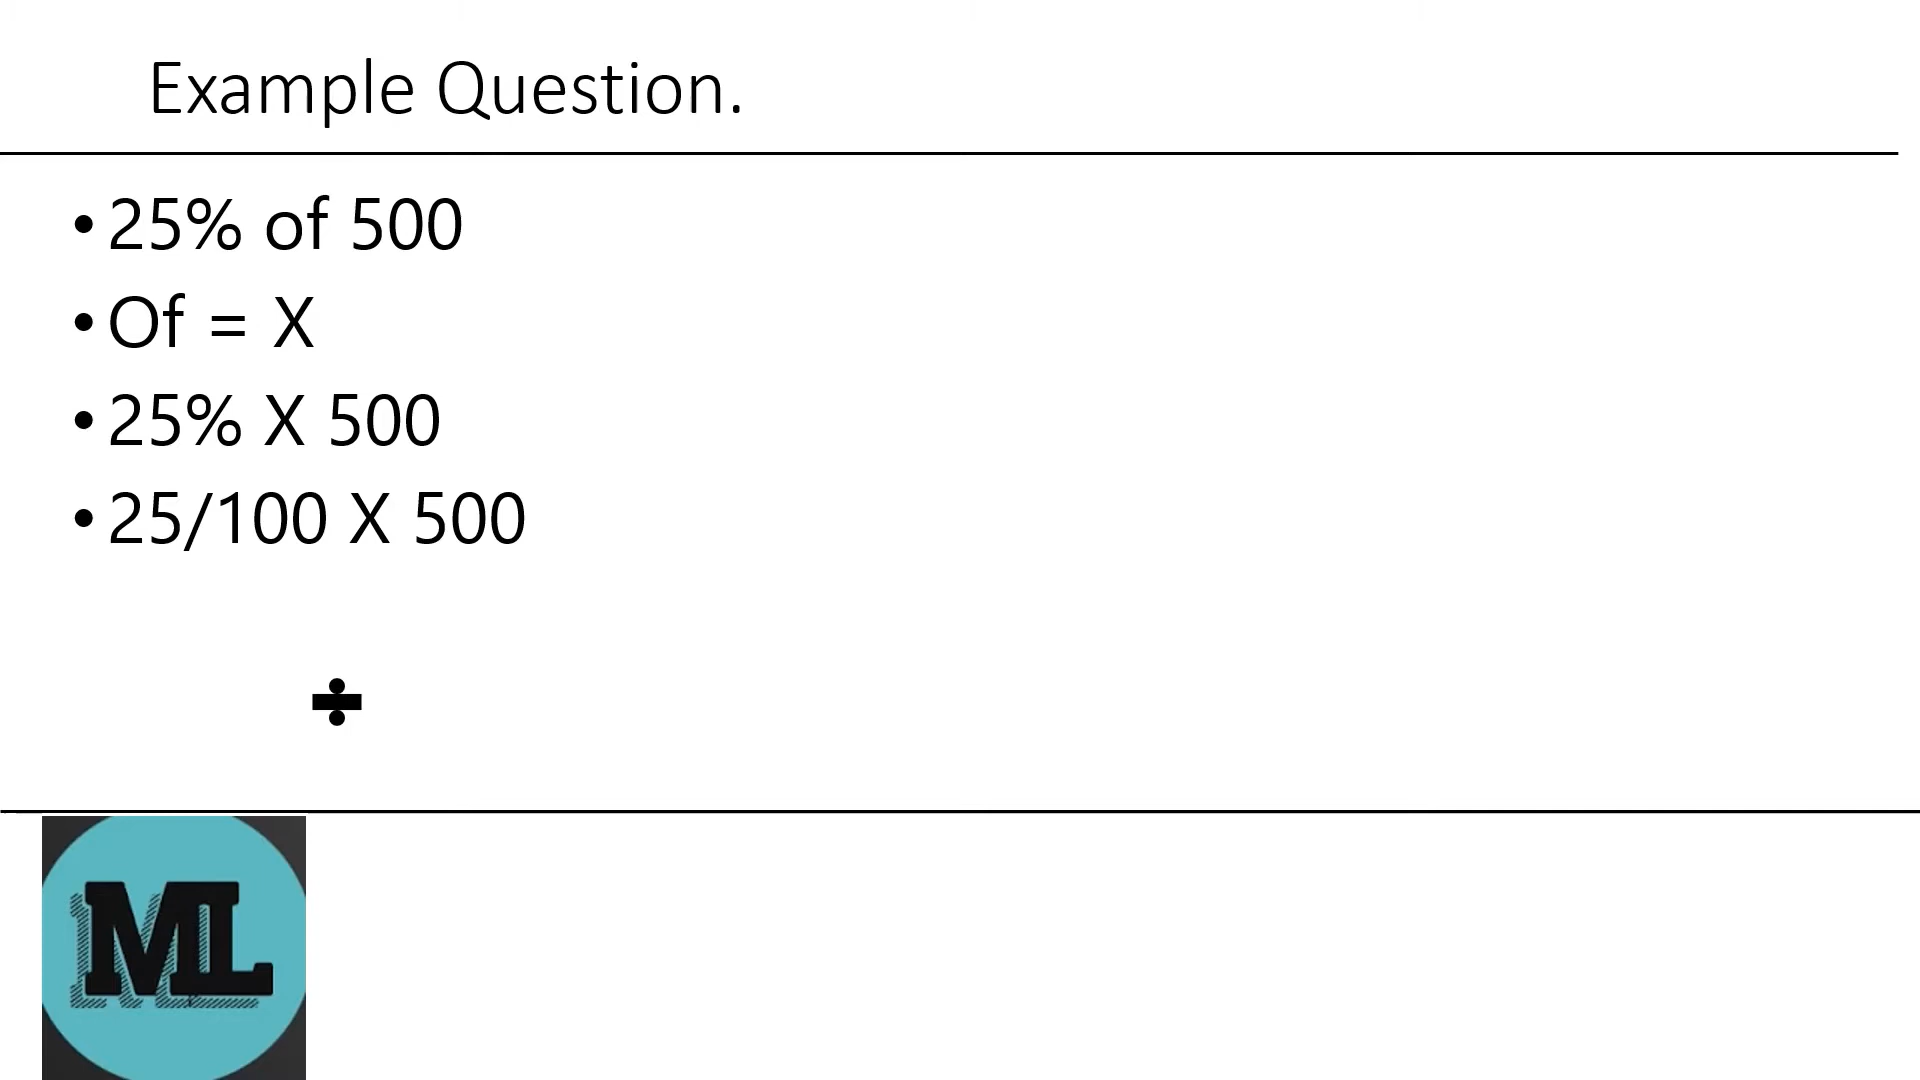 Example Question.
•25% of 500
•Of = X
•25% X 500
•25/100 X 500
÷
ML